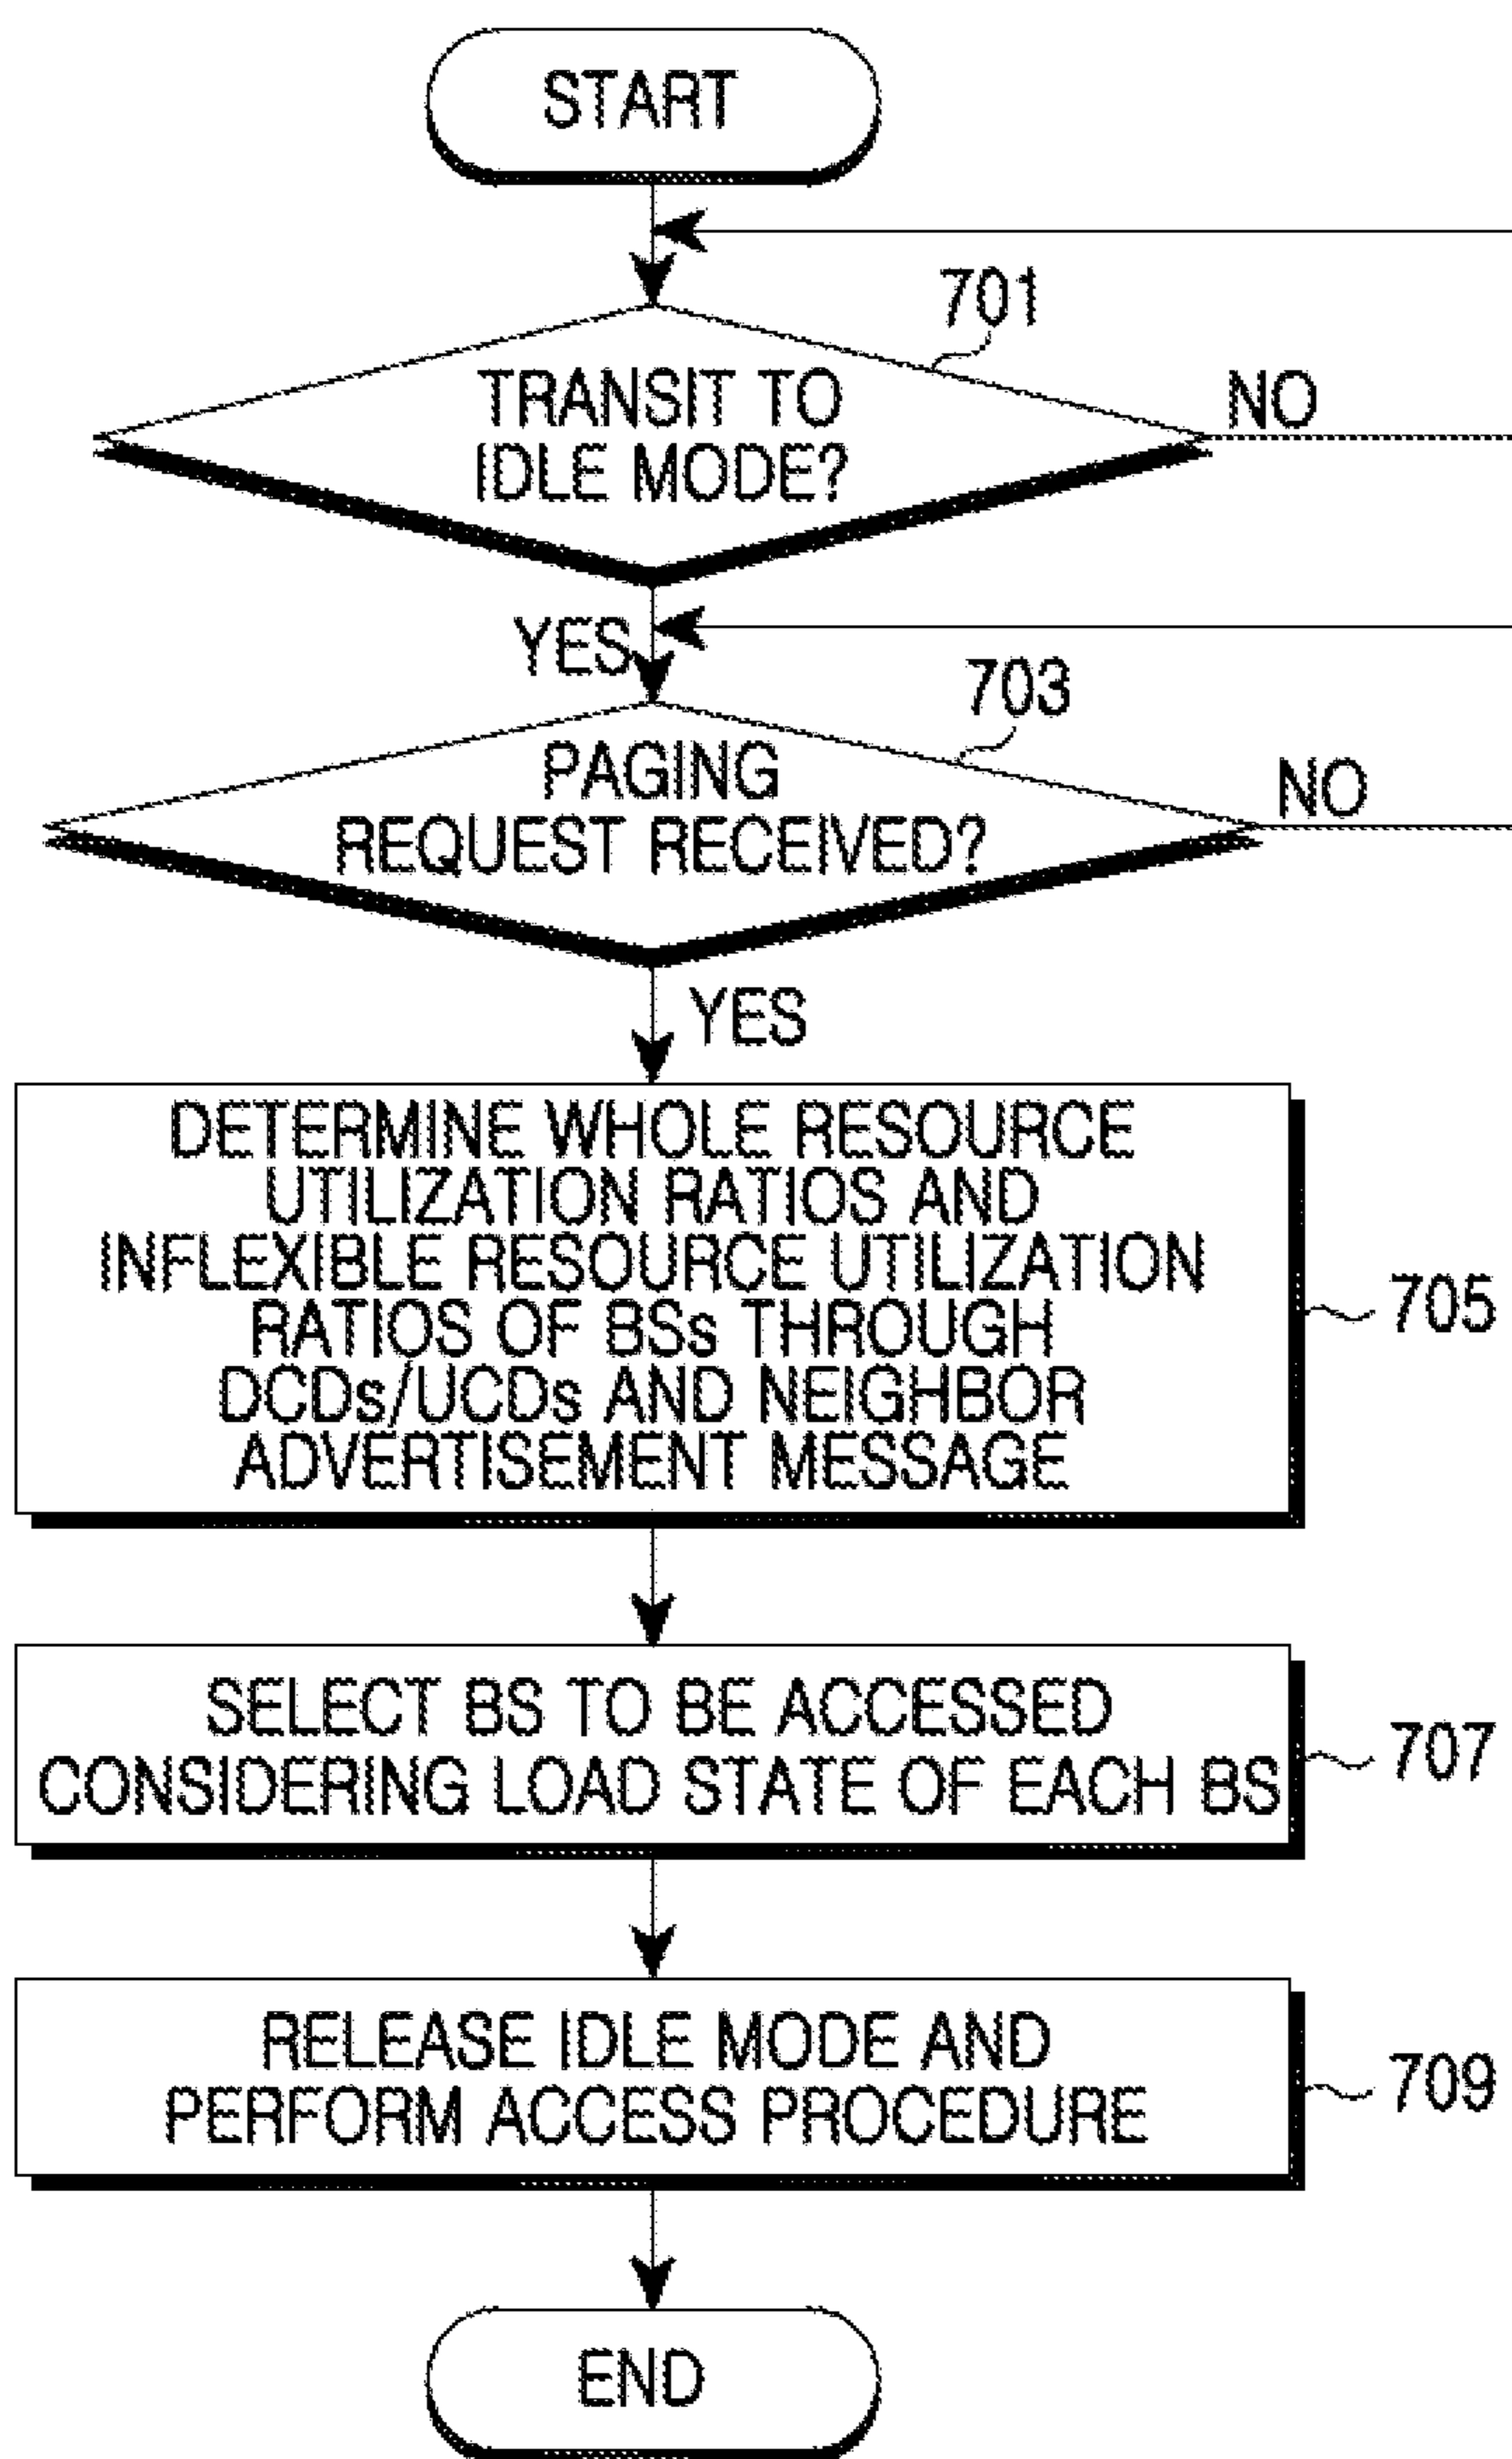 START
701
TRANSIT TO
IDLE MODE?
NO
YES
703
PAGING
REQUEST RECEIVED?
NO
YES
DETERMINE WHOLE RESOURCE
UTILIZATION RATIOS AND
INFLEXIBLE RESOURCE UTILIZATION
RATIOS OF BSs THROUGH
DCDs/UCDs AND NEIGHBOR
ADVERTISEMENT MESSAGE
705
SELECT BS TO BE ACCESSED
CONSIDERING LOAD STATE OF EACH BS
707
RELEASE IDLE MODE AND
PERFORM ACCESS PROCEDURE
709
END